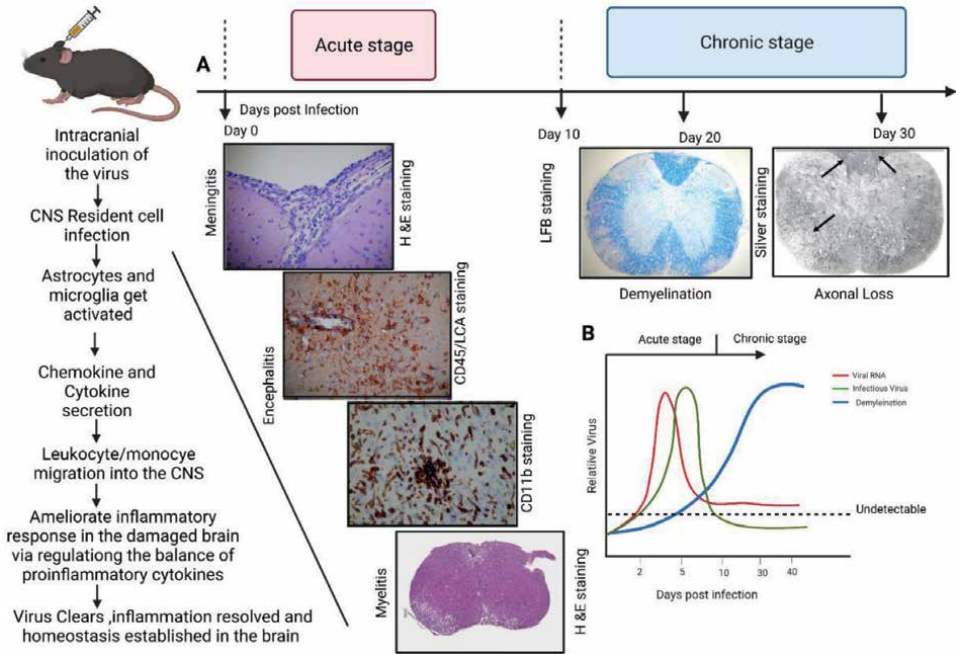 Acute stage
Chronic stage
A
Days post Infection
Day 0
Day 10
Day 20
Day 30
Intracranial
inoculation of
the virus
CNS Resident cell
infection
Astrocytes and
microglia get
activated
Chemokine and
Cytokine
secretion
Leukocyte/monocye
migration into the CNS
Ameliorate inflammatory
response in the damaged brain
via regulationg the balance of
proinflammatory cytokines
Virus Clears ,inflammation resolved and
homeostasis established in the brain
Meningitis
H &E staining
Encephalitis
CD45/LCA staining
CD11b staining
Myelitis
H &E staining
LFB staining
Demyelination
Silver staining
Axonal Loss
B
Acute stage
Chronic stage
Viral RNA
Infectious Virus
Demyleination
Relatiive Virus
Undetectable
2 5 10 30 40
Days post infection